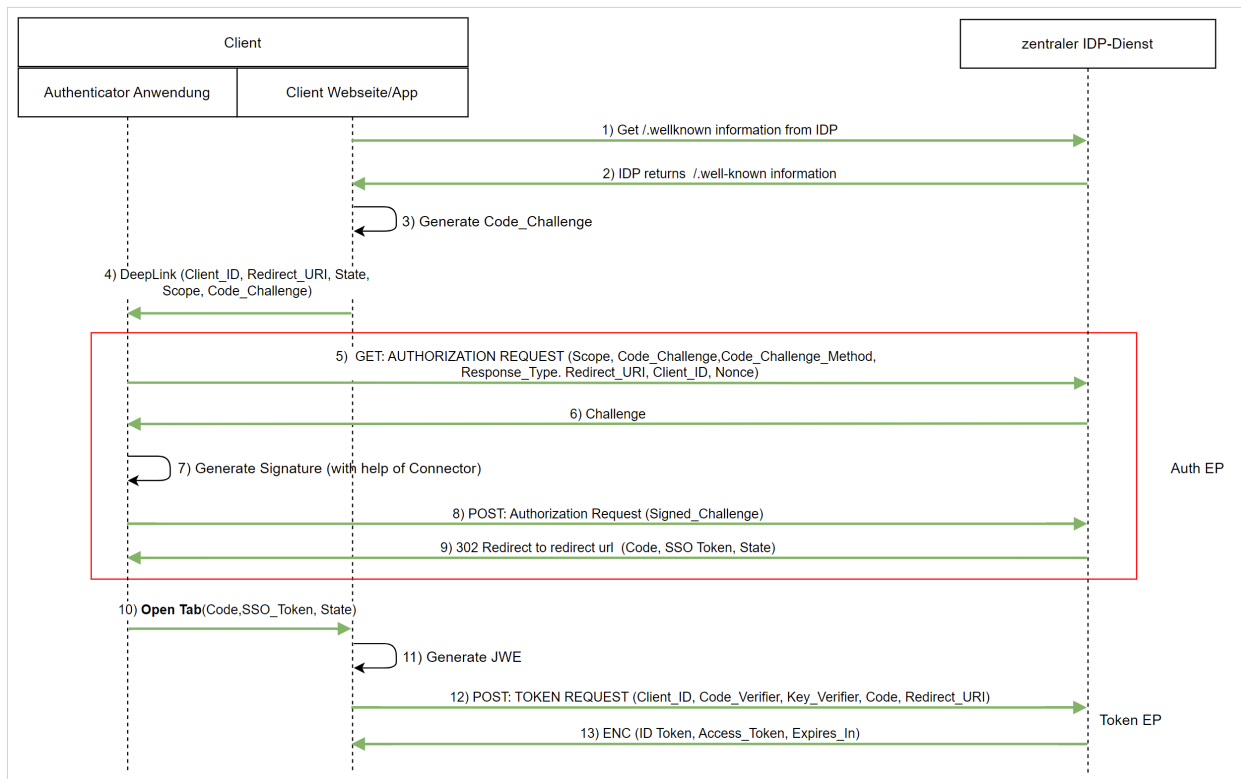 Client
zentraler IDP-Dienst
Authenticator Anwendung
Client Webseite/App
1) Get /.wellknown information from IDP
2) IDP returns /.well-known information
3) Generate Code_Challenge
4) DeepLink (Client_ID, Redirect_URI, State,
Scope, Code_Challenge)
5) GET: AUTHORIZATION REQUEST (Scope, Code_Challenge,Code_Challenge_Method,
Response_Type. Redirect_URI, Client_ID, Nonce)
6) Challenge
7) Generate Signature (with help of Connector)
Auth EP
8) POST: Authorization Request (Signed_Challenge)
9) 302 Redirect to redirect url (Code, SSO Token, State)
10) Open Tab(Code,SSO_Token, State)
11) Generate JWE
12) POST: TOKEN REQUEST (Client_ID, Code_Verifier, Key_Verifier, Code, Redirect_URI)
Token EP
13) ENC (ID Token, Access_Token, Expires_In)